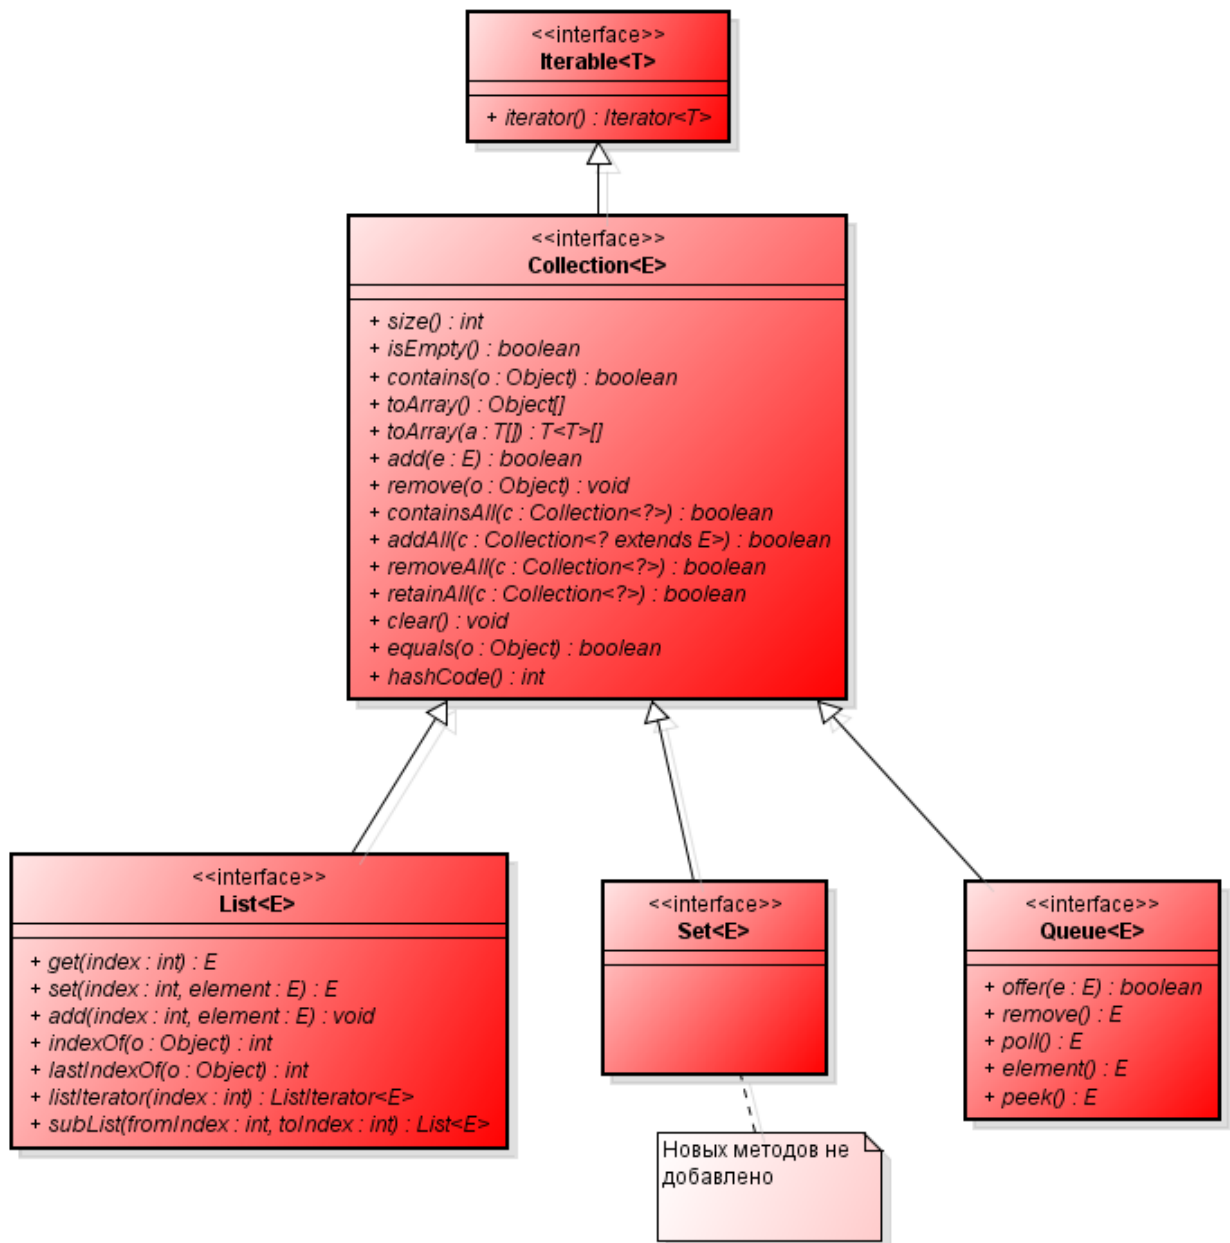 <<interface>>
Iterable<T>
+ iterator() : Iterator<T>
<<interface>>
Collection<E>
+ size() : int
+ isEmpty() : boolean
+ contains(o : Object) : boolean
+ toArray() : Object[]
+ toArray(a : T[]) : T<T>[]
+ add(e : E) : boolean
+ remove(o : Object) : void
+ containsAll(c : Collection<?>) : boolean
+ addAll(c : Collection<? extends E>) : boolean
+ removeAll(c : Collection<?>) : boolean
+ retainAll(c : Collection<?>) : boolean
+ clear() : void
+ equals(o : Object) : boolean
+ hashCode() : int
<<interface>>
List<E>
+ get(index : int) : E
+ set(index : int, element : E) : E
+ add(index : int, element : E) : void
+ indexOf(o : Object) : int
+ lastIndexOf(o : Object) : int
+ listIterator(index : int) : ListIterator<E>
+ subList(fromIndex : int, toIndex : int) : List<E>
<<interface>>
Set<E>
Новых методов не
добавлено
<<interface>>
Queue<E>
+ offer(e : E) : boolean
+ remove() : E
+ poll() : E
+ element() : E
+ peek() : E